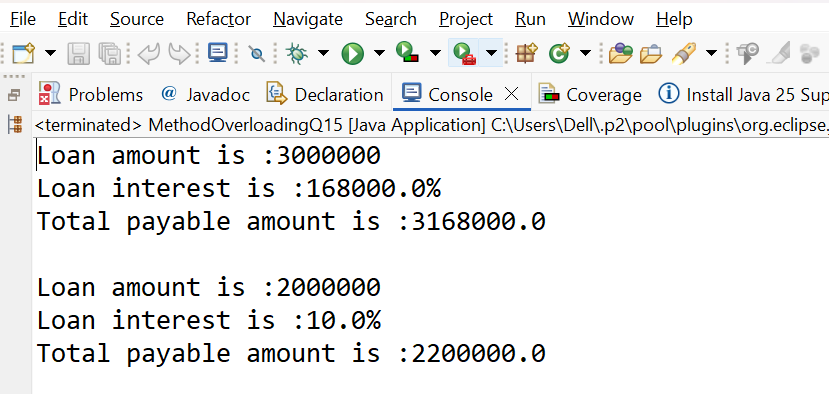 File Edit Source Refactor Navigate Search Project Run Window Help
Problems @ Javadoc Declaration Console Coverage Install Java 25 Sup
<terminated> MethodOverloadingQ15 [Java Application] C:\Users\Dell\.p2\pool\plugins\org.eclipse.
Loan amount is :3000000
Loan interest is :168000.0%
Total payable amount is :3168000.0
Loan amount is :2000000
Loan interest is :10.0%
Total payable amount is :2200000.0